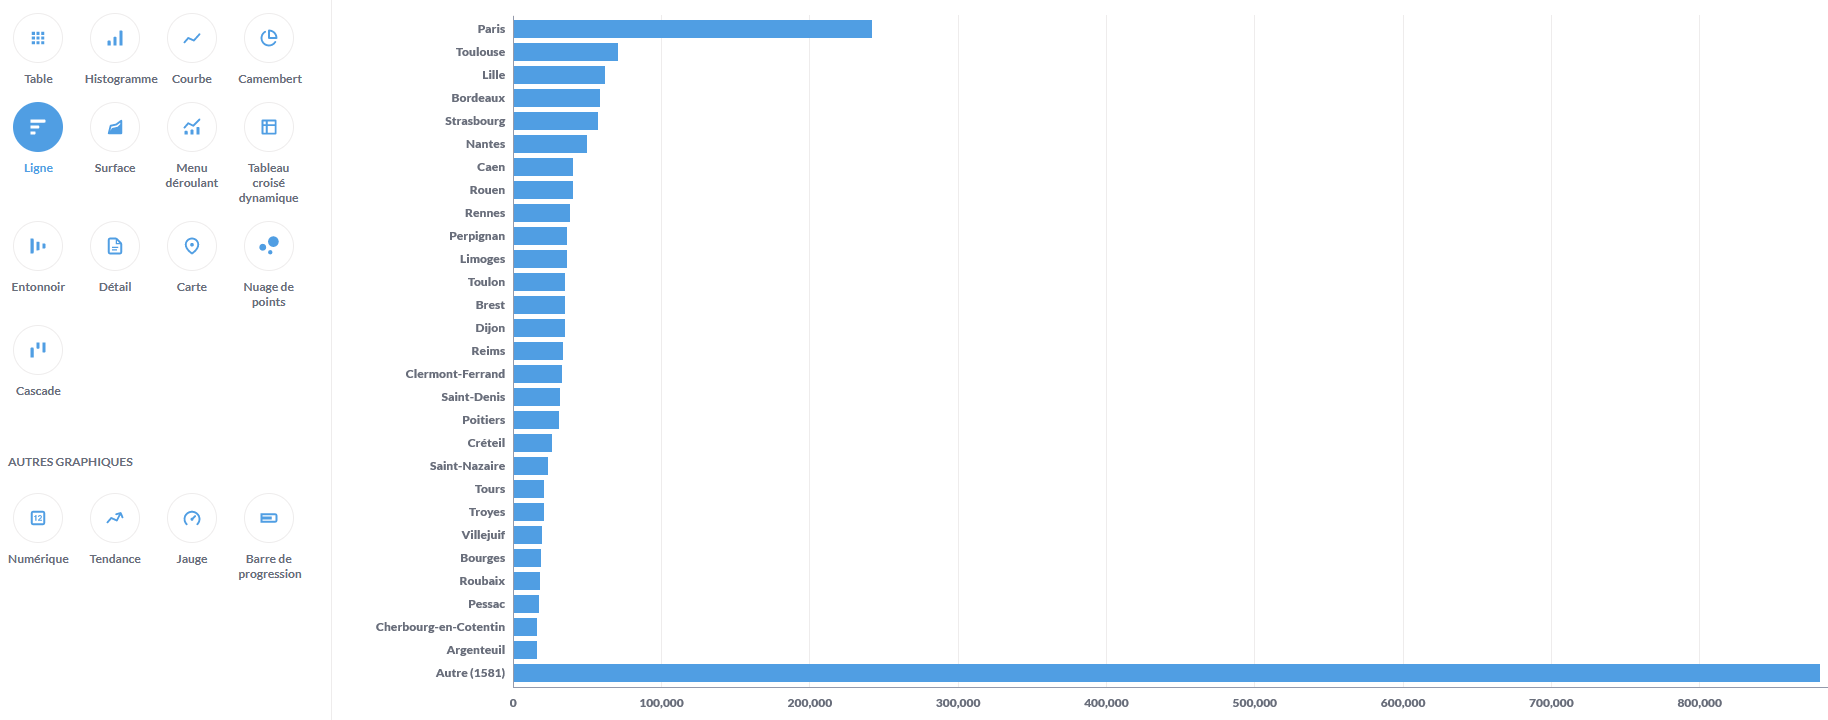 Table
Histogramme
Courbe
Camembert
Ligne
Surface
Menu
déroulant
Tableau
croisé
dynamique
Entonnoir
Détail
Carte
Nuage de
points
Cascade
AUTRES GRAPHIQUES
12
Numérique
Tendance
Jauge
Barre de
progression
Paris
Toulouse
Lille
Bordeaux
Strasbourg
Nantes
Caen
Rouen
Rennes
Perpignan
Limoges
Toulon
Brest
Dijon
Reims
Clermont-Ferrand
Saint-Denis
Poitiers
Créteil
Saint-Nazaire
Tours
Troyes
Villejuif
Bourges
Roubaix
Pessac
Cherbourg-en-Cotentin
Argenteuil
Autre (1581)
0 100,000 200,000 300,000 400,000 500,000 600,000 700,000 800,000